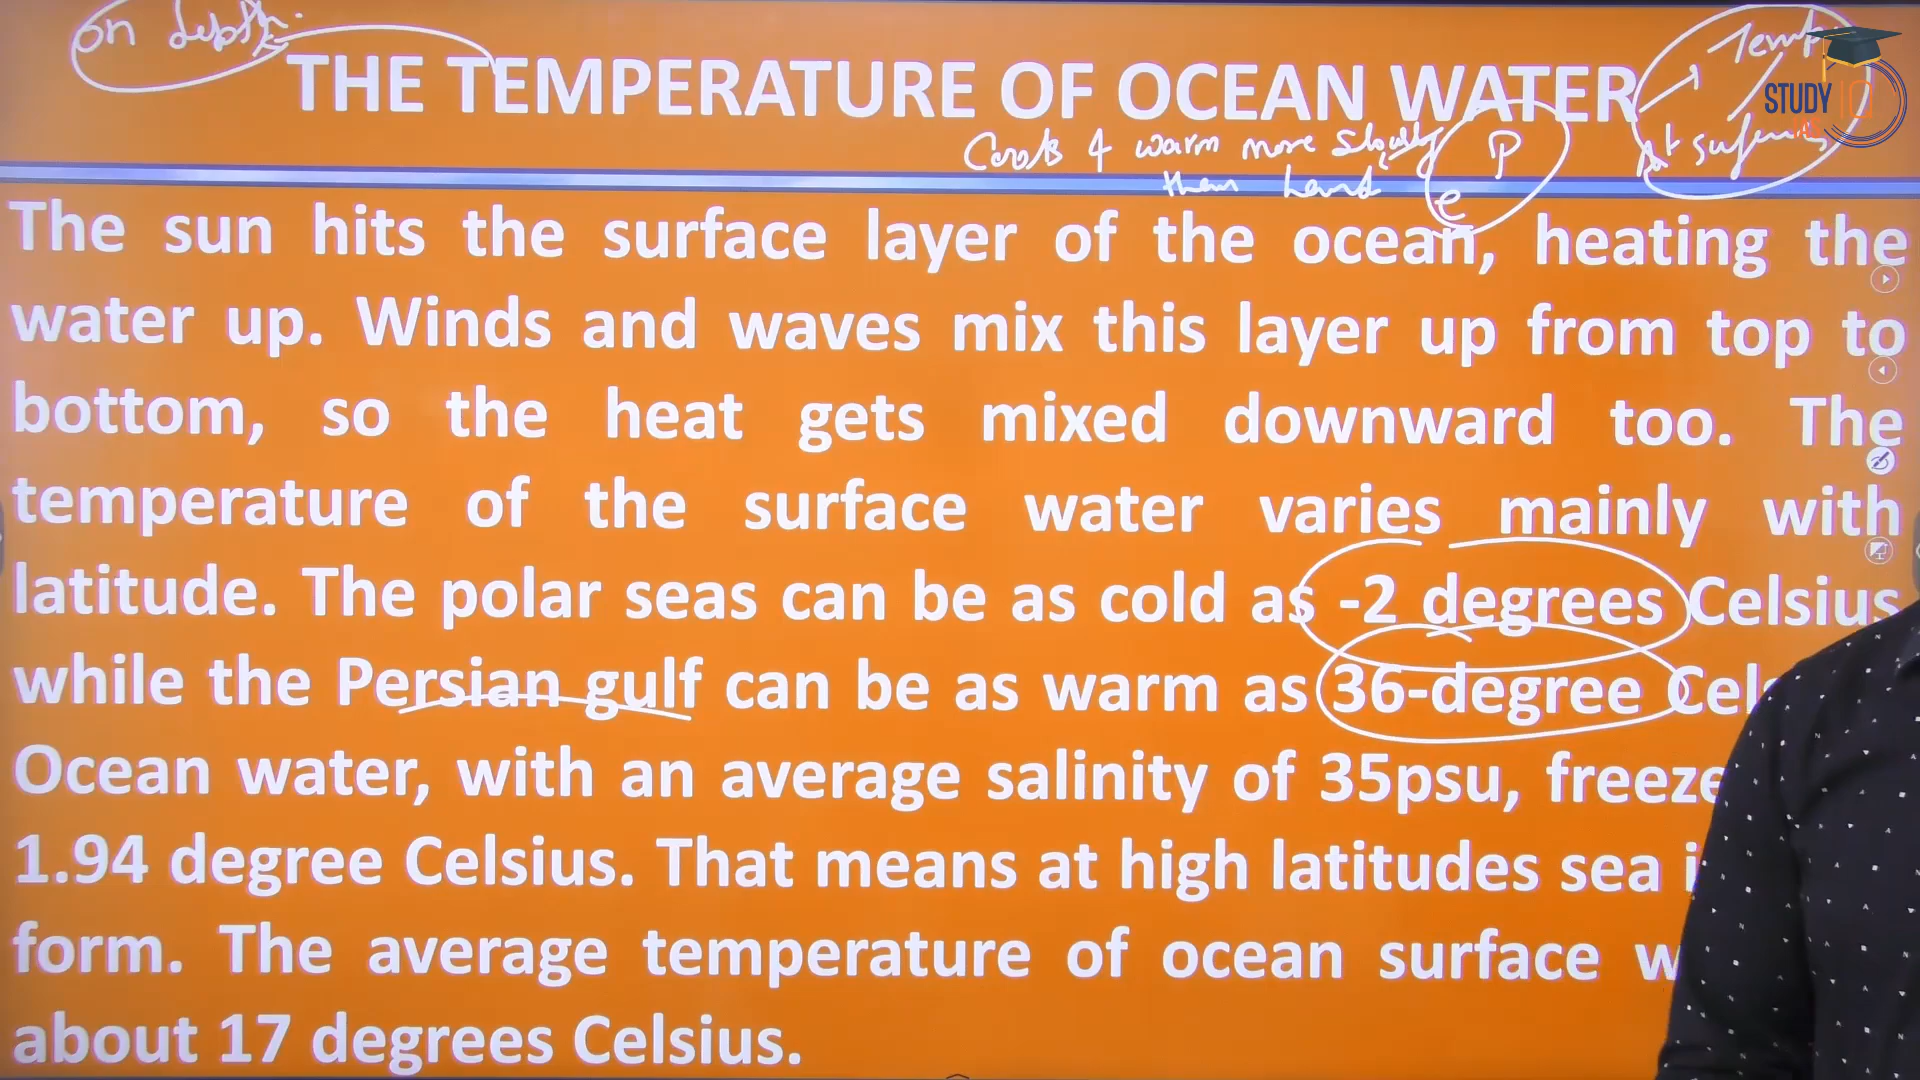 on depth.
THE TEMPERATURE OF OCEAN WATER
Temp
At surface
STUDY IQ
IAS
Cools & warm more slowly
than land
P
e
The sun hits the surface layer of the ocean, heating the
water up. Winds and waves mix this layer up from top to
bottom, so the heat gets mixed downward too. The
temperature of the surface water varies mainly with
latitude. The polar seas can be as cold as -2 degrees Celsius
while the Persian gulf can be as warm as 36-degree Cels
Ocean water, with an average salinity of 35psu, freeze
1.94 degree Celsius. That means at high latitudes sea i
form. The average temperature of ocean surface w
about 17 degrees Celsius.